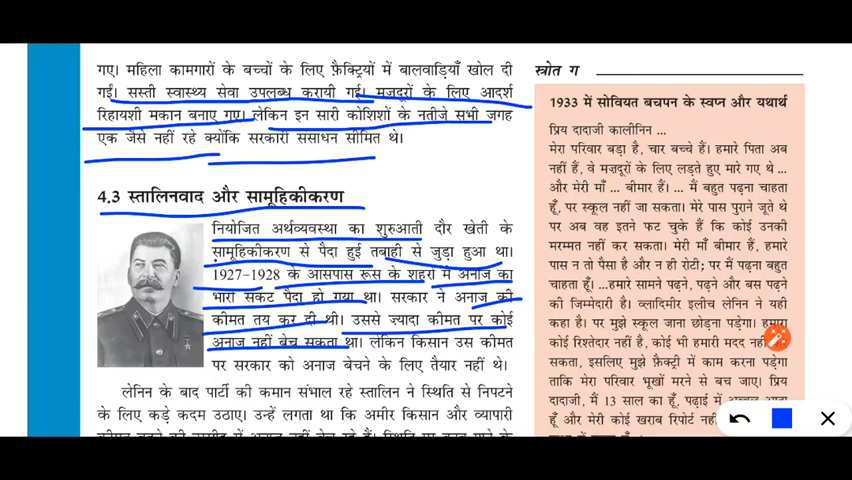 गए। महिला कामगारों के बच्चों के लिए फ़ैक्ट्रियों में बालवाड़ियाँ खोल दी
गईं। सस्ती स्वास्थ्य सेवा उपलब्ध करायी गई। मज़दूरों के लिए आदर्श
रिहायशी मकान बनाए गए। लेकिन इन सारी कोशिशों के नतीजे सभी जगह
एक जैसे नहीं रहे क्योंकि सरकारी संसाधन सीमित थे।
4.3 स्तालिनवाद और सामूहिकीकरण
नियोजित अर्थव्यवस्था का शुरुआती दौर खेती के
सामूहिकीकरण से पैदा हुई तबाही से जुड़ा हुआ था।
1927-1928 के आसपास रूस के शहरों में अनाज का
भारी संकट पैदा हो गया था। सरकार ने अनाज की
कीमत तय कर दी थी। उससे ज्यादा कीमत पर कोई
अनाज नहीं बेच सकता था। लेकिन किसान उस कीमत
पर सरकार को अनाज बेचने के लिए तैयार नहीं थे।
लेनिन के बाद पार्टी की कमान संभाल रहे स्तालिन ने स्थिति से निपटने
के लिए कड़े कदम उठाए। उन्हें लगता था कि अमीर किसान और व्यापारी
स्त्रोत ग
1933 में सोवियत बचपन के स्वप्न और यथार्थ
प्रिय दादाजी कालीनिन ...
मेरा परिवार बड़ा है, चार बच्चे हैं। हमारे पिता अब
नहीं हैं, वे मजदूरों के लिए लड़ते हुए मारे गए थे ...
और मेरी माँ ... बीमार हैं। ... मैं बहुत पढ़ना चाहता
हूँ, पर स्कूल नहीं जा सकता। मेरे पास पुराने जूते थे
पर अब वह इतने फट चुके हैं कि कोई उनकी
मरम्मत नहीं कर सकता। मेरी माँ बीमार हैं, हमारे
पास न तो पैसा है और न ही रोटी; पर मैं पढ़ना बहुत
चाहता हूँ। ...हमारे सामने पढ़ने, पढ़ने और बस पढ़ने
की जिम्मेदारी है। व्लादिमीर इलीच लेनिन ने यही
कहा है। पर मुझे स्कूल जाना छोड़ना पड़ेगा। हमारा
कोई रिश्तेदार नहीं है, कोई भी हमारी मदद नहीं
सकता, इसलिए मुझे फ़ैक्ट्री में काम करना पड़ेगा
ताकि मेरा परिवार भूखों मरने से बच जाए। प्रिय
दादाजी, मैं 13 साल का हूँ, पढ़ाई में अव्वल आता
हूँ और मेरी कोई खराब रिपोर्ट नहीं